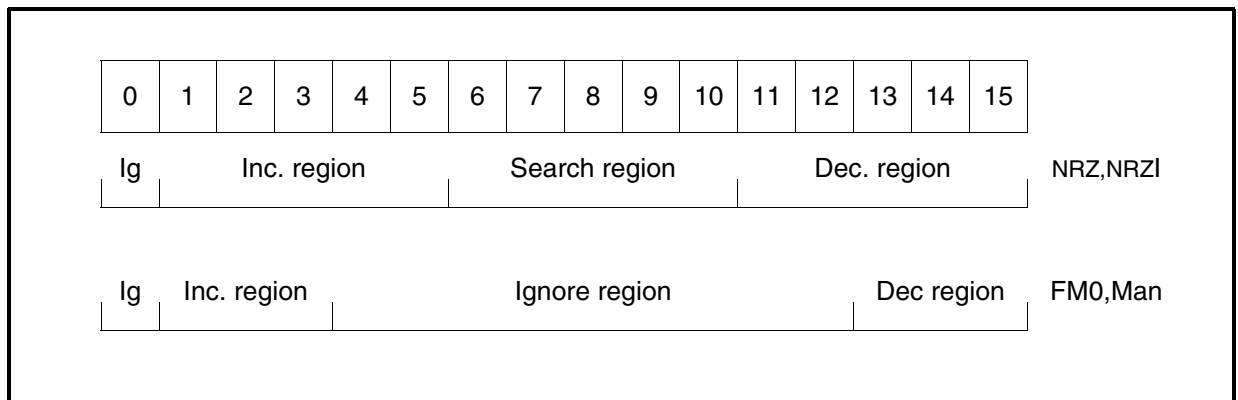 0 1 2 3 4 5 6 7 8 9 10 11 12 13 14 15
Ig Inc. region Search region Dec. region NRZ,NRZI
Ig Inc. region Ignore region Dec region FM0,Man